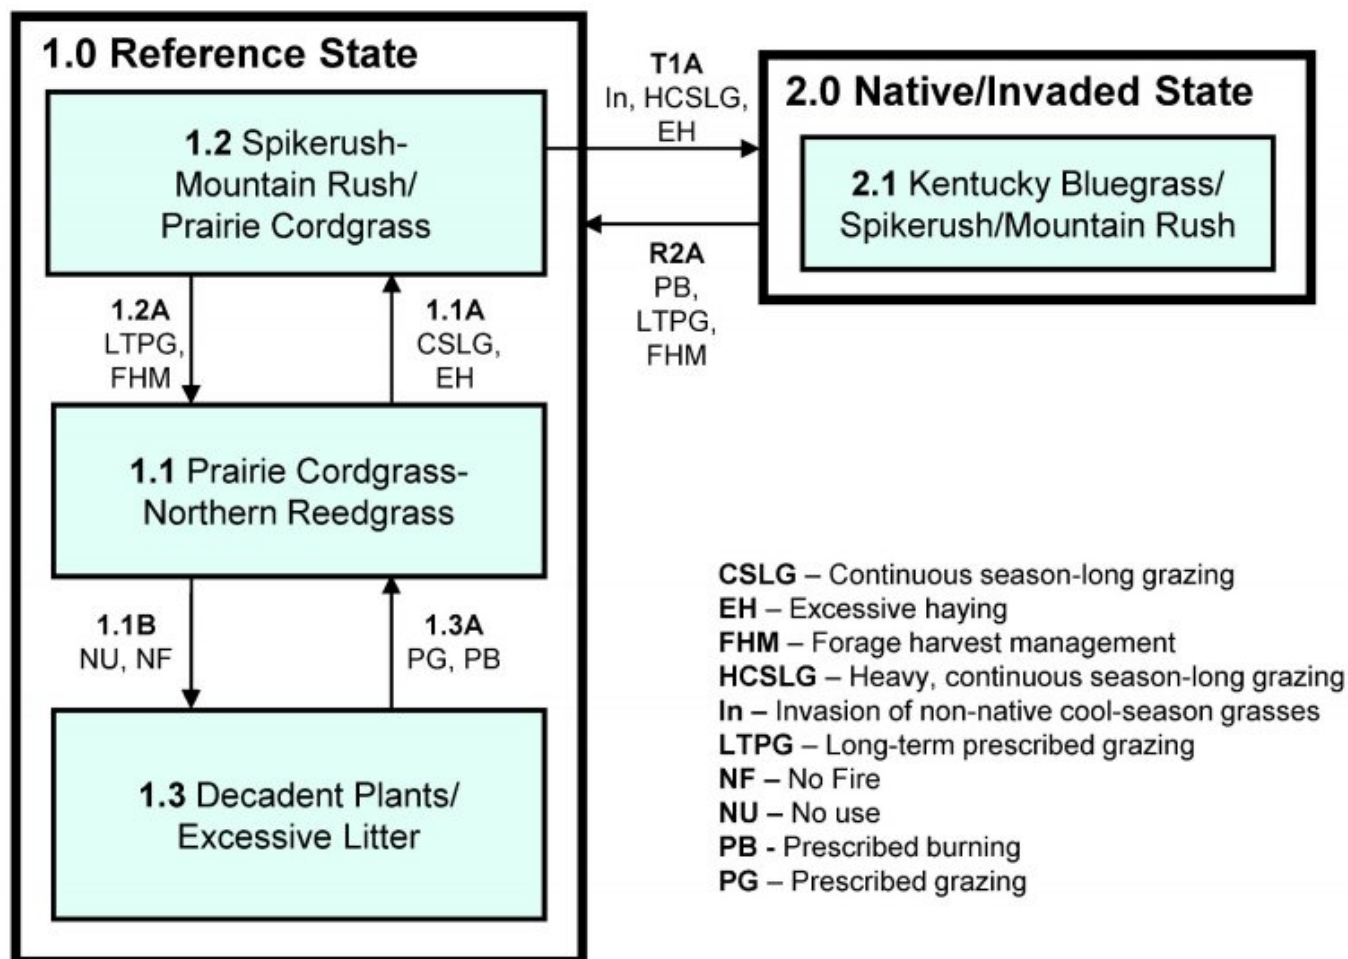 1.0 Reference State
1.2 Spikerush-
Mountain Rush/
Prairie Cordgrass
1.2A
LTPG,
FHM
1.1A
CSLG,
EH
1.1 Prairie Cordgrass-
Northern Reedgrass
1.1B
NU, NF
1.3A
PG, PB
1.3 Decadent Plants/
Excessive Litter
T1A
In, HCSLG,
EH
R2A
PB,
LTPG,
FHM
2.0 Native/Invaded State
2.1 Kentucky Bluegrass/
Spikerush/Mountain Rush
CSLG – Continuous season-long grazing
EH – Excessive haying
FHM – Forage harvest management
HCSLG – Heavy, continuous season-long grazing
In – Invasion of non-native cool-season grasses
LTPG – Long-term prescribed grazing
NF – No Fire
NU – No use
PB - Prescribed burning
PG – Prescribed grazing